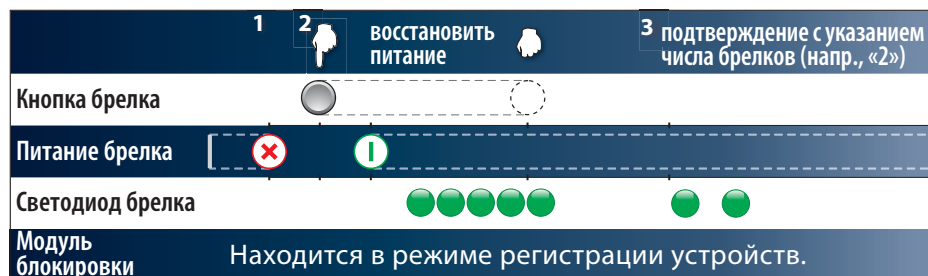 1 2 восстановить питание 3 подтверждение с указанием
числа брелков (напр., «2»)
Кнопка брелка
Питание брелка
Светодиод брелка
Модуль блокировки
Находится в режиме регистрации устройств.